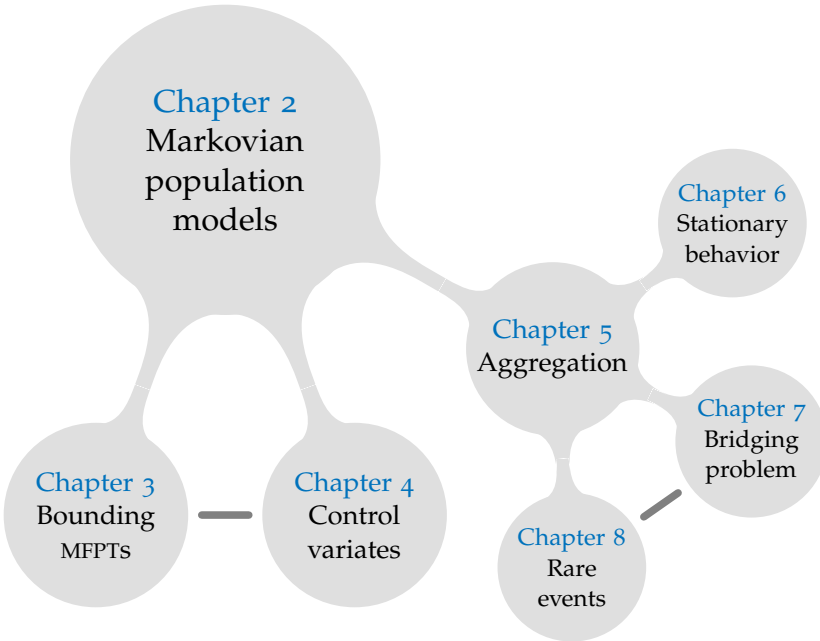 Chapter 2
Markovian
population
models
Chapter 3
Bounding
MFPTs
Chapter 4
Control
variates
Chapter 5
Aggregation
Chapter 6
Stationary
behavior
Chapter 7
Bridging
problem
Chapter 8
Rare
events